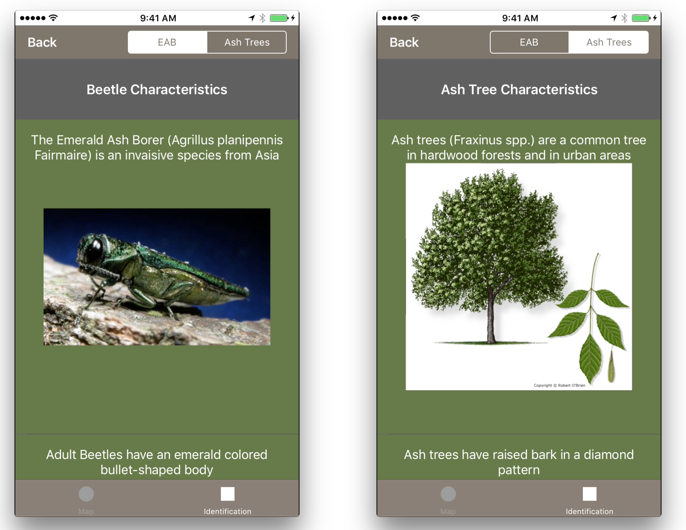 9:41 AM
Back
EAB
Ash Trees
Beetle Characteristics
The Emerald Ash Borer (Agrillus planipennis
Fairmaire) is an invaisive species from Asia
Adult Beetles have an emerald colored
bullet-shaped body
Map
Identification
9:41 AM
Back
EAB
Ash Trees
Ash Tree Characteristics
Ash trees (Fraxinus spp.) are a common tree
in hardwood forests and in urban areas
Copyright © Robert O'Brien
Ash trees have raised bark in a diamond
pattern
Map
Identification